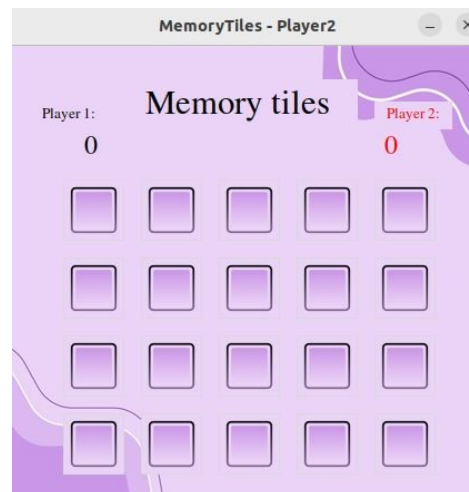 MemoryTiles - Player2
Memory tiles
Player 1:
0
Player 2:
0